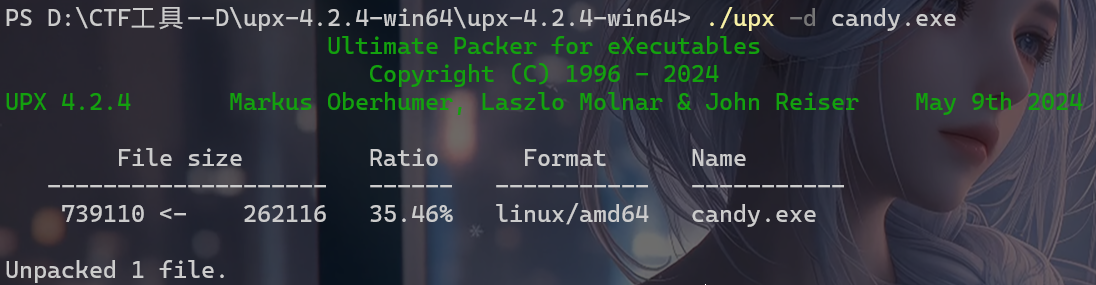 PS D:\CTF工具--D\upx-4.2.4-win64\upx-4.2.4-win64> ./upx -d candy.exe
Ultimate Packer for eXecutables
Copyright (C) 1996 - 2024
UPX 4.2.4 Markus Oberhumer, Laszlo Molnar & John Reiser May 9th 2024
File size Ratio Format Name
-------------------- ------ ----------- -----------
739110 <- 262116 35.46% linux/amd64 candy.exe
Unpacked 1 file.